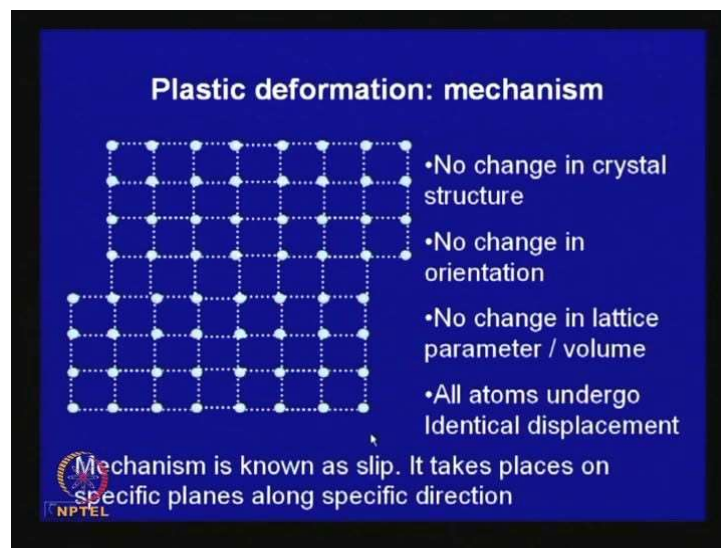 Plastic deformation: mechanism
•No change in crystal
structure
•No change in
orientation
•No change in lattice
parameter / volume
•All atoms undergo
Identical displacement
Mechanism is known as slip. It takes places on
specific planes along specific direction
NPTEL